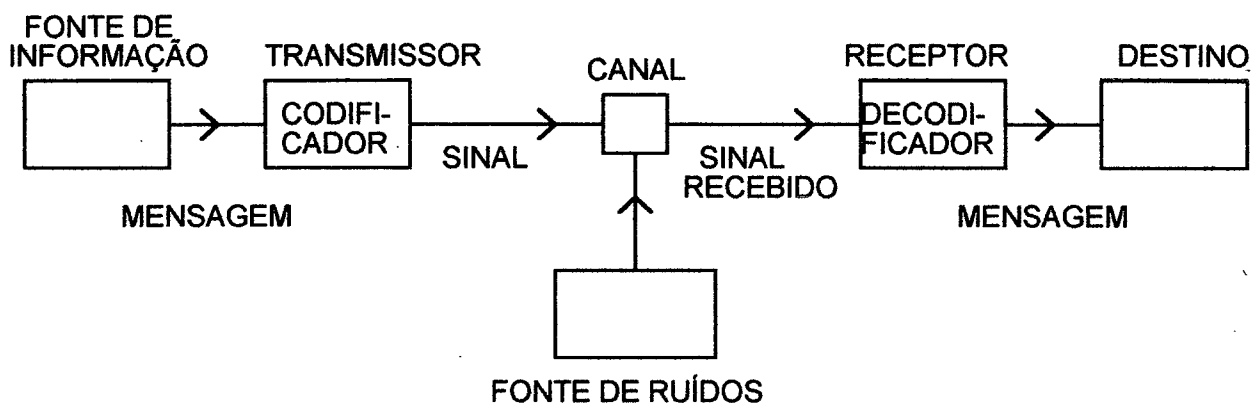 FONTE DE
INFORMAÇÃO
TRANSMISSOR
CANAL
RECEPTOR
DESTINO
CODIFI-
CADOR
DECODI-
FICADOR
SINAL
SINAL
RECEBIDO
MENSAGEM
MENSAGEM
FONTE DE RUÍDOS